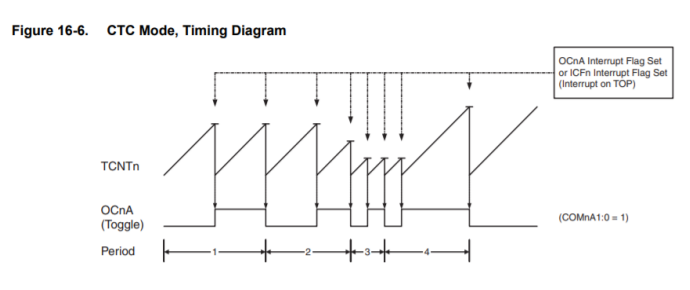 Figure 16-6. CTC Mode, Timing Diagram
OCnA Interrupt Flag Set
or ICFn Interrupt Flag Set
(Interrupt on TOP)
TCNTn
OCnA
(Toggle)
(COMnA1:0 = 1)
Period
1
2
3
4